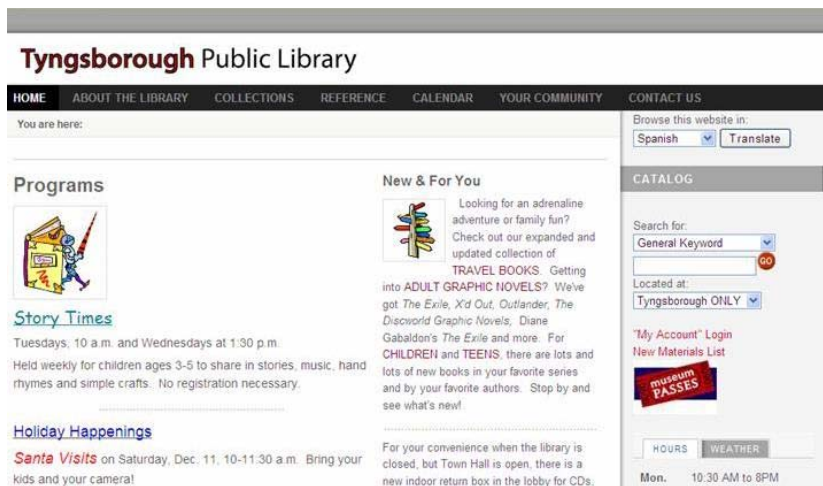 Tyngsborough Public Library
HOME ABOUT THE LIBRARY COLLECTIONS REFERENCE CALENDAR YOUR COMMUNITY CONTACT US
You are here:
Programs
Story Times
Tuesdays, 10 a.m. and Wednesdays at 1:30 p.m.
Held weekly for children ages 3-5 to share in stories, music, hand
rhymes and simple crafts. No registration necessary.
Holiday Happenings
Santa Visits on Saturday, Dec. 11, 10-11:30 a.m. Bring your
kids and your camera!
New & For You
Looking for an adrenaline
adventure or family fun?
Check out our expanded and
updated collection of
TRAVEL BOOKS. Getting
into ADULT GRAPHIC NOVELS? We've
got The Exile, X'd Out, Outlander, The
Discworld Graphic Novels, Diane
Gabaldon's The Exile and more. For
CHILDREN and TEENS, there are lots and
lots of new books in your favorite series
and by your favorite authors. Stop by and
see what's new!
For your convenience when the library is
closed, but Town Hall is open, there is a
new indoor return box in the lobby for CDs,
Browse this website in:
Spanish Translate
CATALOG
Search for:
General Keyword
GO
Located at:
Tyngsborough ONLY
"My Account" Login
New Materials List
museum
PASSES
HOURS WEATHER
Mon. 10:30 AM to 8PM